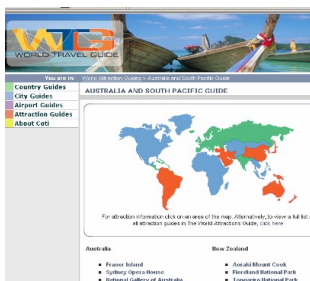 WTG
WORLD TRAVEL GUIDE
You are in: World Attraction Guides > Australia and South Pacific Guide
Country Guides
City Guides
Airport Guides
Attraction Guides
About Coti
AUSTRALIA AND SOUTH PACIFIC GUIDE
For attraction information click on an area of the map. Alternatively, to view a full list
all attraction guides in The World Attractions Guide, click here
Australia
New Zealand
Fraser Island
Aoraki Mount Cook
Sydney Opera House
Fiordland National Park
National Gallery of Australia
Tongariro National Park